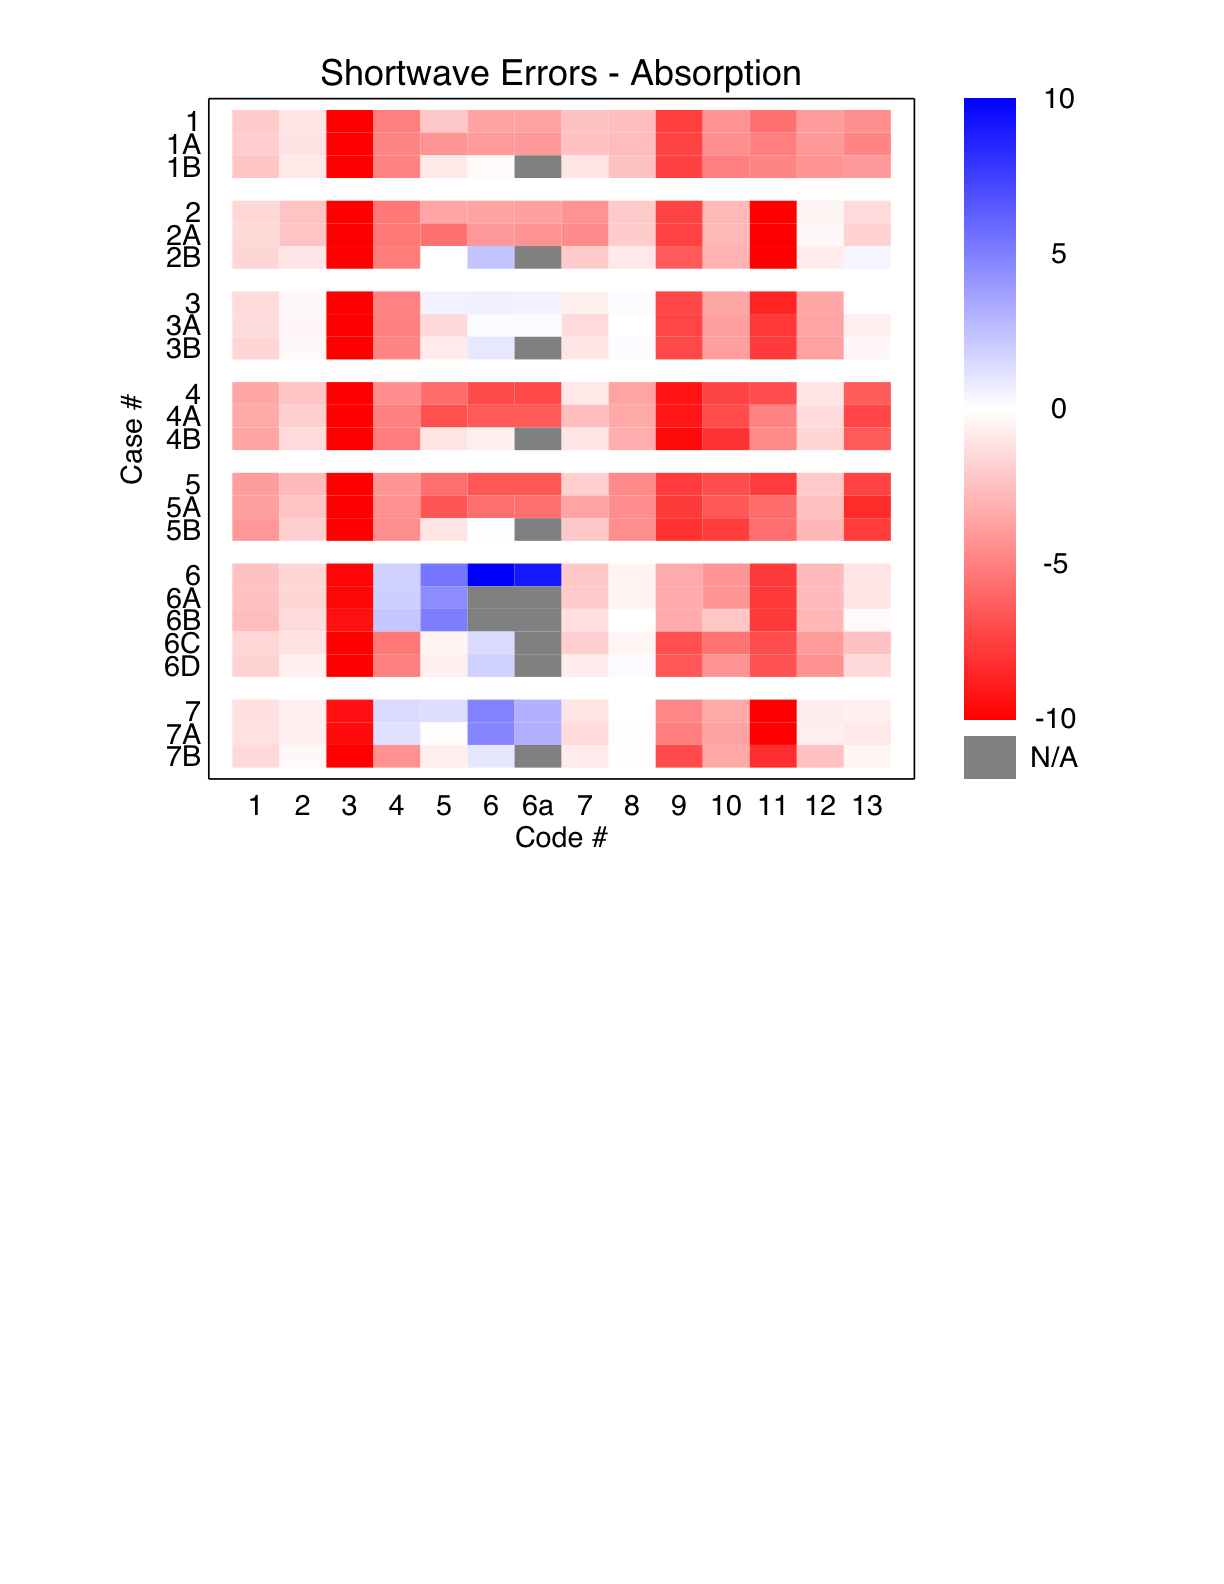 Shortwave Errors - Absorption
Case #
1
1A
1B
2
2A
2B
3
3A
3B
4
4A
4B
5
5A
5B
6
6A
6B
6C
6D
7
7A
7B
1 2 3 4 5 6 6a 7 8 9 10 11 12 13
Code #
10
5
0
-5
-10
N/A